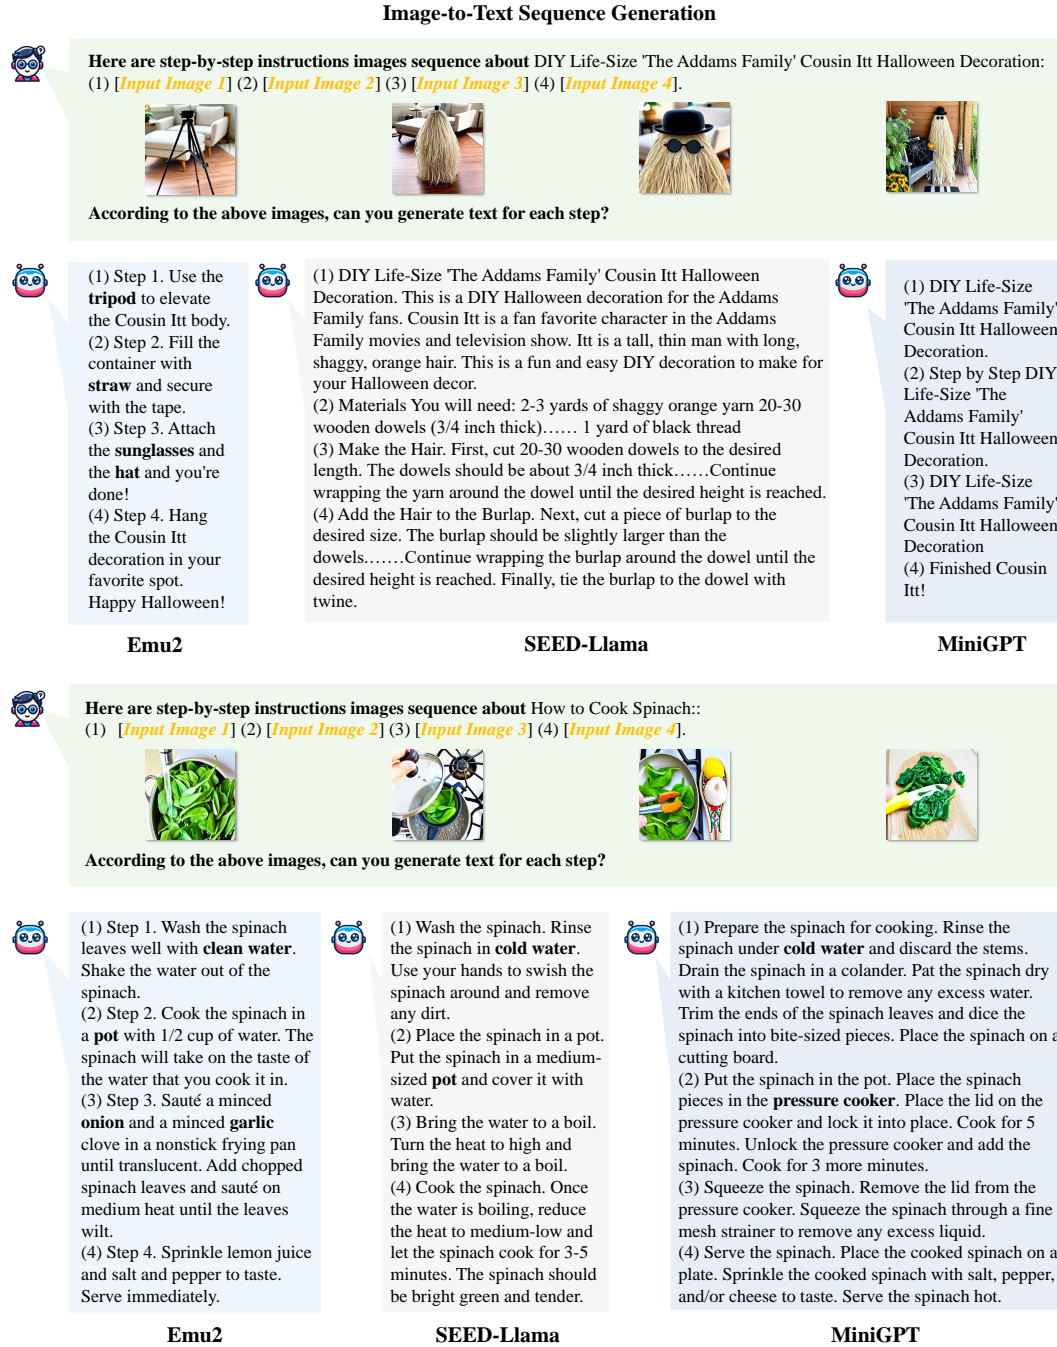 Image-to-Text Sequence Generation
Here are step-by-step instructions images sequence about DIY Life-Size 'The Addams Family' Cousin Itt Halloween Decoration:
(1) [Input Image 1] (2) [Input Image 2] (3) [Input Image 3] (4) [Input Image 4].
According to the above images, can you generate text for each step?
(1) Step 1. Use the
tripod to elevate
the Cousin Itt body.
(2) Step 2. Fill the
container with
straw and secure
with the tape.
(3) Step 3. Attach
the sunglasses and
the hat and you're
done!
(4) Step 4. Hang
the Cousin Itt
decoration in your
favorite spot.
Happy Halloween!
Emu2
(1) DIY Life-Size 'The Addams Family' Cousin Itt Halloween
Decoration. This is a DIY Halloween decoration for the Addams
Family fans. Cousin Itt is a fan favorite character in the Addams
Family movies and television show. Itt is a tall, thin man with long,
shaggy, orange hair. This is a fun and easy DIY decoration to make for
your Halloween decor.
(2) Materials You will need: 2-3 yards of shaggy orange yarn 20-30
wooden dowels (3/4 inch thick)…… 1 yard of black thread
(3) Make the Hair. First, cut 20-30 wooden dowels to the desired
length. The dowels should be about 3/4 inch thick……Continue
wrapping the yarn around the dowel until the desired height is reached.
(4) Add the Hair to the Burlap. Next, cut a piece of burlap to the
desired size. The burlap should be slightly larger than the
dowels.……Continue wrapping the burlap around the dowel until the
desired height is reached. Finally, tie the burlap to the dowel with
twine.
SEED-Llama
(1) DIY Life-Size
'The Addams Family'
Cousin Itt Halloween
Decoration.
(2) Step by Step DIY
Life-Size 'The
Addams Family'
Cousin Itt Halloween
Decoration.
(3) DIY Life-Size
'The Addams Family'
Cousin Itt Halloween
Decoration
(4) Finished Cousin
Itt!
MiniGPT
Here are step-by-step instructions images sequence about How to Cook Spinach::
(1) [Input Image 1] (2) [Input Image 2] (3) [Input Image 3] (4) [Input Image 4].
According to the above images, can you generate text for each step?
(1) Step 1. Wash the spinach
leaves well with clean water.
Shake the water out of the
spinach.
(2) Step 2. Cook the spinach in
a pot with 1/2 cup of water. The
spinach will take on the taste of
the water that you cook it in.
(3) Step 3. Sauté a minced
onion and a minced garlic
clove in a nonstick frying pan
until translucent. Add chopped
spinach leaves and sauté on
medium heat until the leaves
wilt.
(4) Step 4. Sprinkle lemon juice
and salt and pepper to taste.
Serve immediately.
Emu2
(1) Wash the spinach. Rinse
the spinach in cold water.
Use your hands to swish the
spinach around and remove
any dirt.
(2) Place the spinach in a pot.
Put the spinach in a medium-
sized pot and cover it with
water.
(3) Bring the water to a boil.
Turn the heat to high and
bring the water to a boil.
(4) Cook the spinach. Once
the water is boiling, reduce
the heat to medium-low and
let the spinach cook for 3-5
minutes. The spinach should
be bright green and tender.
SEED-Llama
(1) Prepare the spinach for cooking. Rinse the
spinach under cold water and discard the stems.
Drain the spinach in a colander. Pat the spinach dry
with a kitchen towel to remove any excess water.
Trim the ends of the spinach leaves and dice the
spinach into bite-sized pieces. Place the spinach on a
cutting board.
(2) Put the spinach in the pot. Place the spinach
pieces in the pressure cooker. Place the lid on the
pressure cooker and lock it into place. Cook for 5
minutes. Unlock the pressure cooker and add the
spinach. Cook for 3 more minutes.
(3) Squeeze the spinach. Remove the lid from the
pressure cooker. Squeeze the spinach through a fine
mesh strainer to remove any excess liquid.
(4) Serve the spinach. Place the cooked spinach on a
plate. Sprinkle the cooked spinach with salt, pepper,
and/or cheese to taste. Serve the spinach hot.
MiniGPT